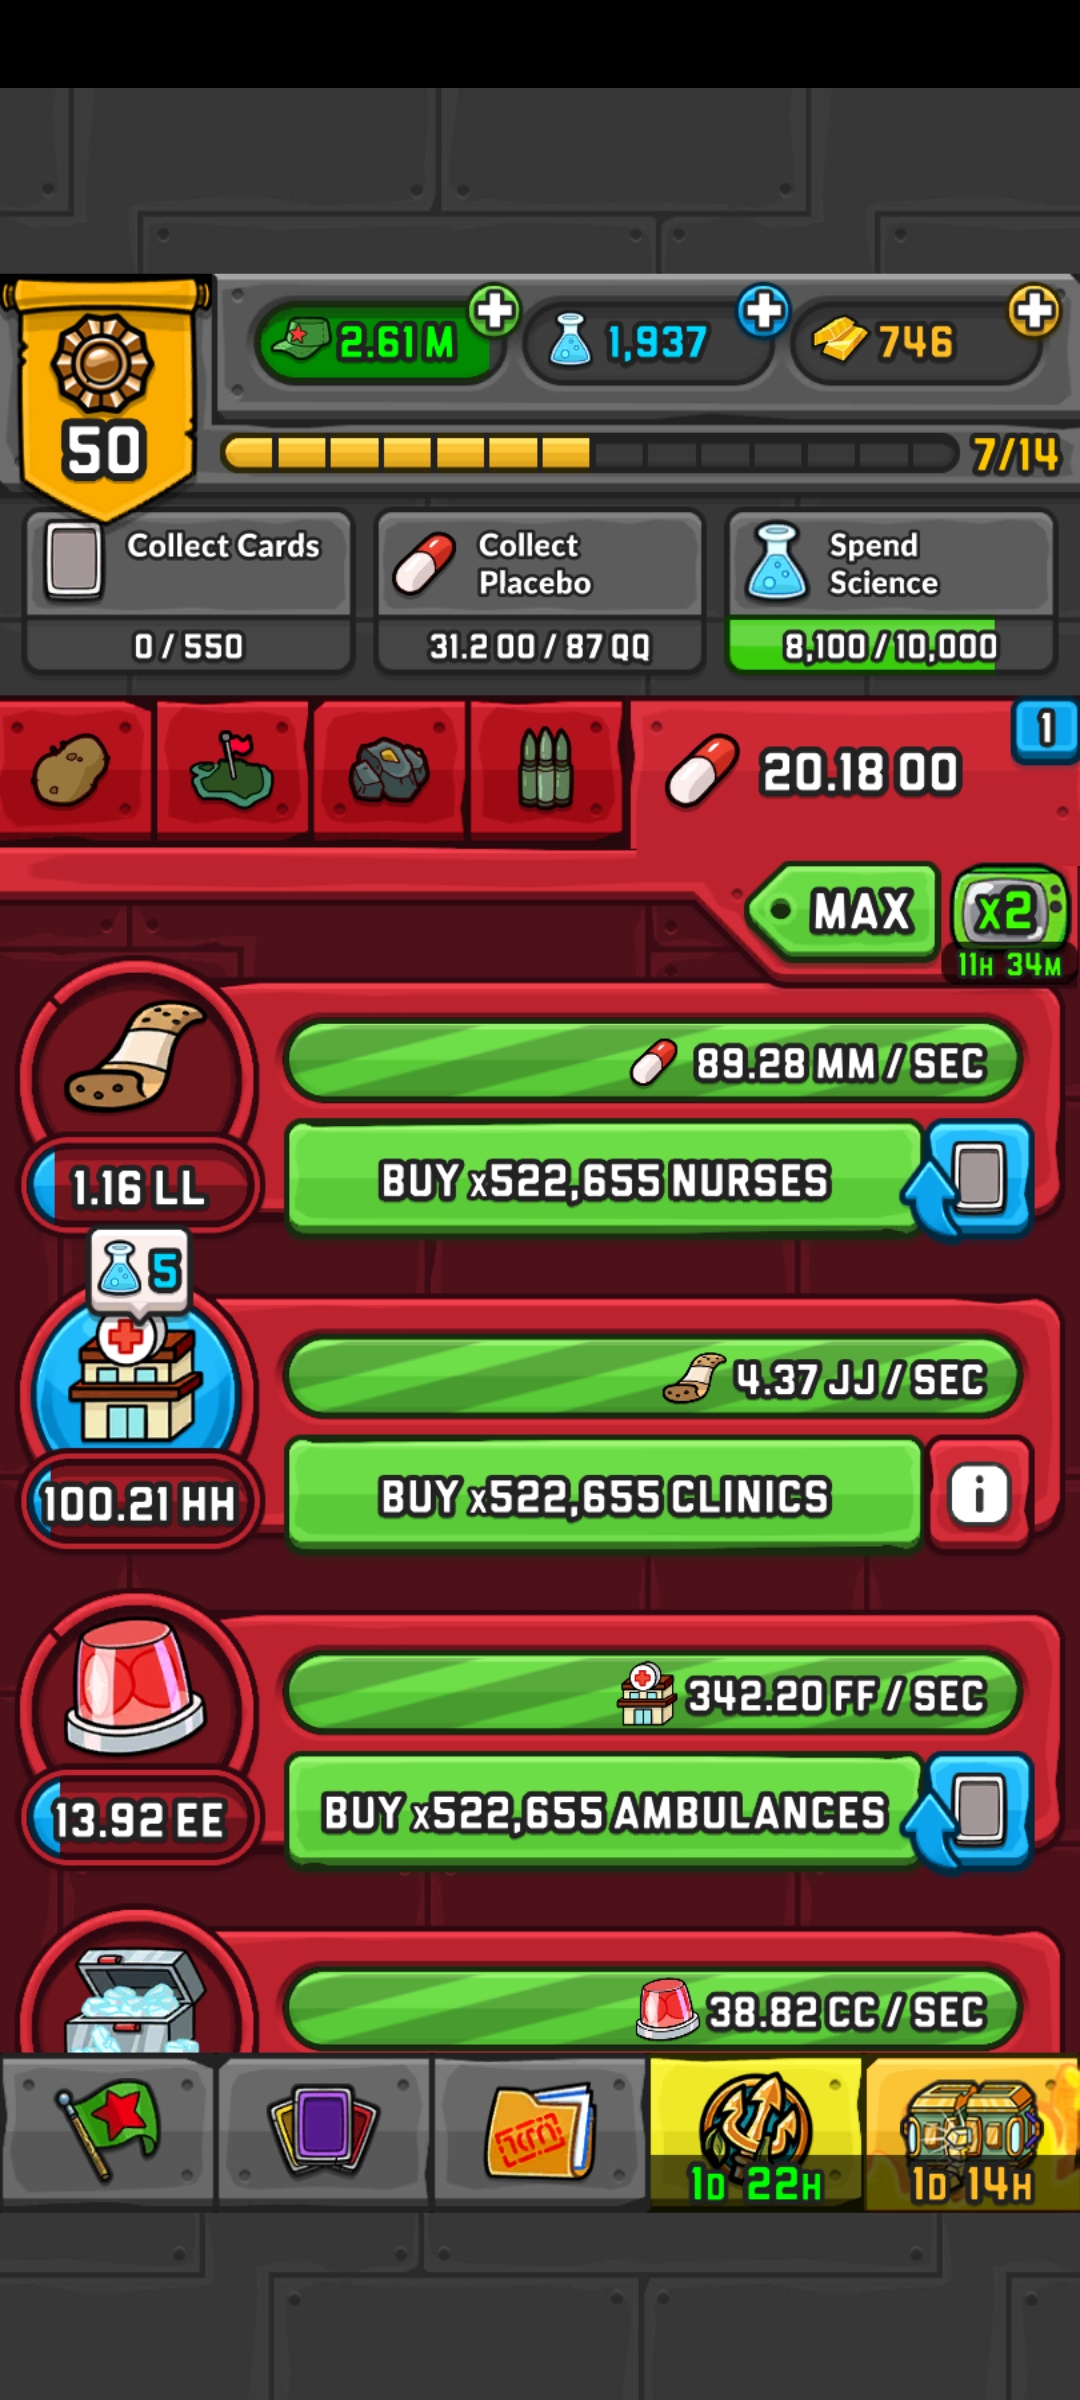 2.61 M
1,937
746
50
7/14
Collect Cards
0 / 550
Collect
Placebo
31.2 OO / 87 QQ
Spend
Science
8,100 / 10,000
20.18 OO
1
MAX
x2
11H 34M
89.28 MM / SEC
BUY x522,655 NURSES
1.16 LL
5
4.37 JJ / SEC
BUY x522,655 CLINICS
i
100.21 HH
342.20 FF / SEC
BUY x522,655 AMBULANCES
13.92 EE
38.82 CC / SEC
1D 22H
1D 14H